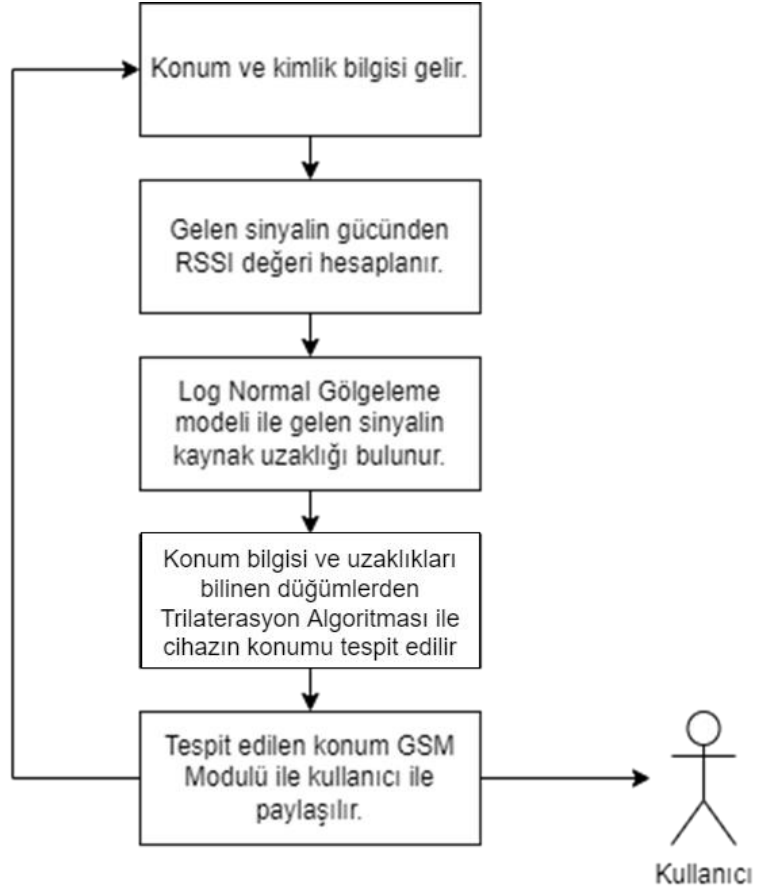 Konum ve kimlik bilgisi gelir.
Gelen sinyalin gücünden
RSSI değeri hesaplanır.
Log Normal Gölgeleme
modeli ile gelen sinyalin
kaynak uzaklığı bulunur.
Konum bilgisi ve uzaklıkları
bilinen düğümlerden
Trilaterasyon Algoritması ile
cihazın konumu tespit edilir
Tespit edilen konum GSM
Modulü ile kullanıcı ile
paylaşılır.
Kullanıcı